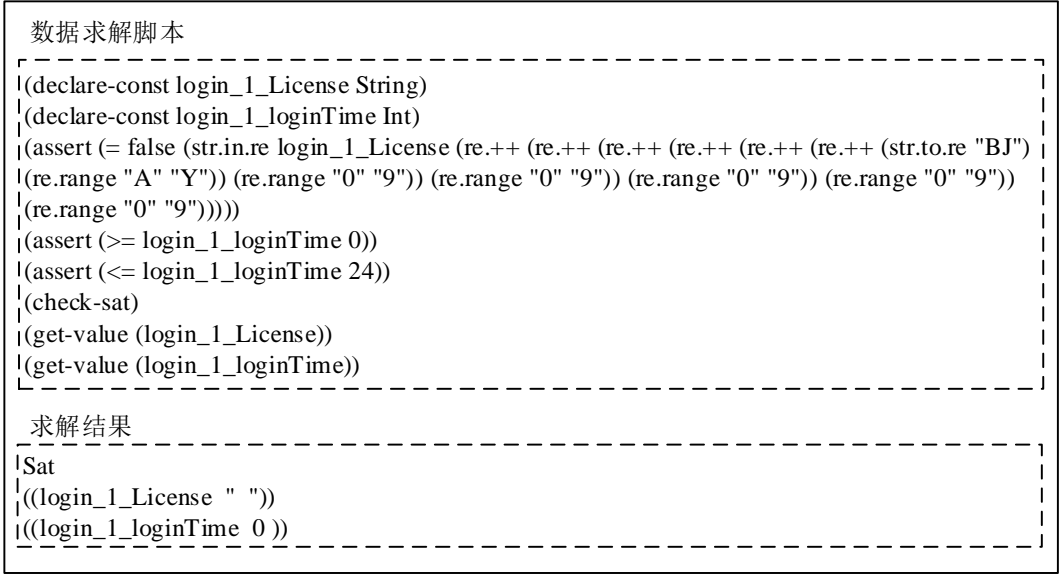 数据求解脚本
(declare-const login_1_License String)
(declare-const login_1_loginTime Int)
(assert (= false (str.in.re login_1_License (re.++ (re.++ (re.++ (re.++ (re.++ (re.++ (str.to.re "BJ")
(re.range "A" "Y")) (re.range "0" "9")) (re.range "0" "9")) (re.range "0" "9")) (re.range "0" "9"))
(re.range "0" "9")))))
(assert (>= login_1_loginTime 0))
(assert (<= login_1_loginTime 24))
(check-sat)
(get-value (login_1_License))
(get-value (login_1_loginTime))
求解结果
Sat
((login_1_License " "))
((login_1_loginTime 0 ))